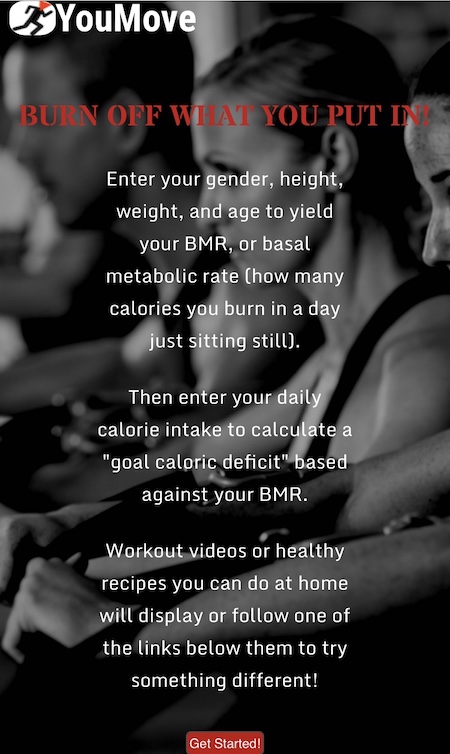 YouMove
BURN OFF WHAT YOU PUT IN!
Enter your gender, height,
weight, and age to yield
your BMR, or basal
metabolic rate (how many
calories you burn in a day
just sitting still).
Then enter your daily
calorie intake to calculate a
"goal caloric deficit" based
against your BMR.
Workout videos or healthy
recipes you can do at home
will display or follow one of
the links below them to try
something different!
Get Started!